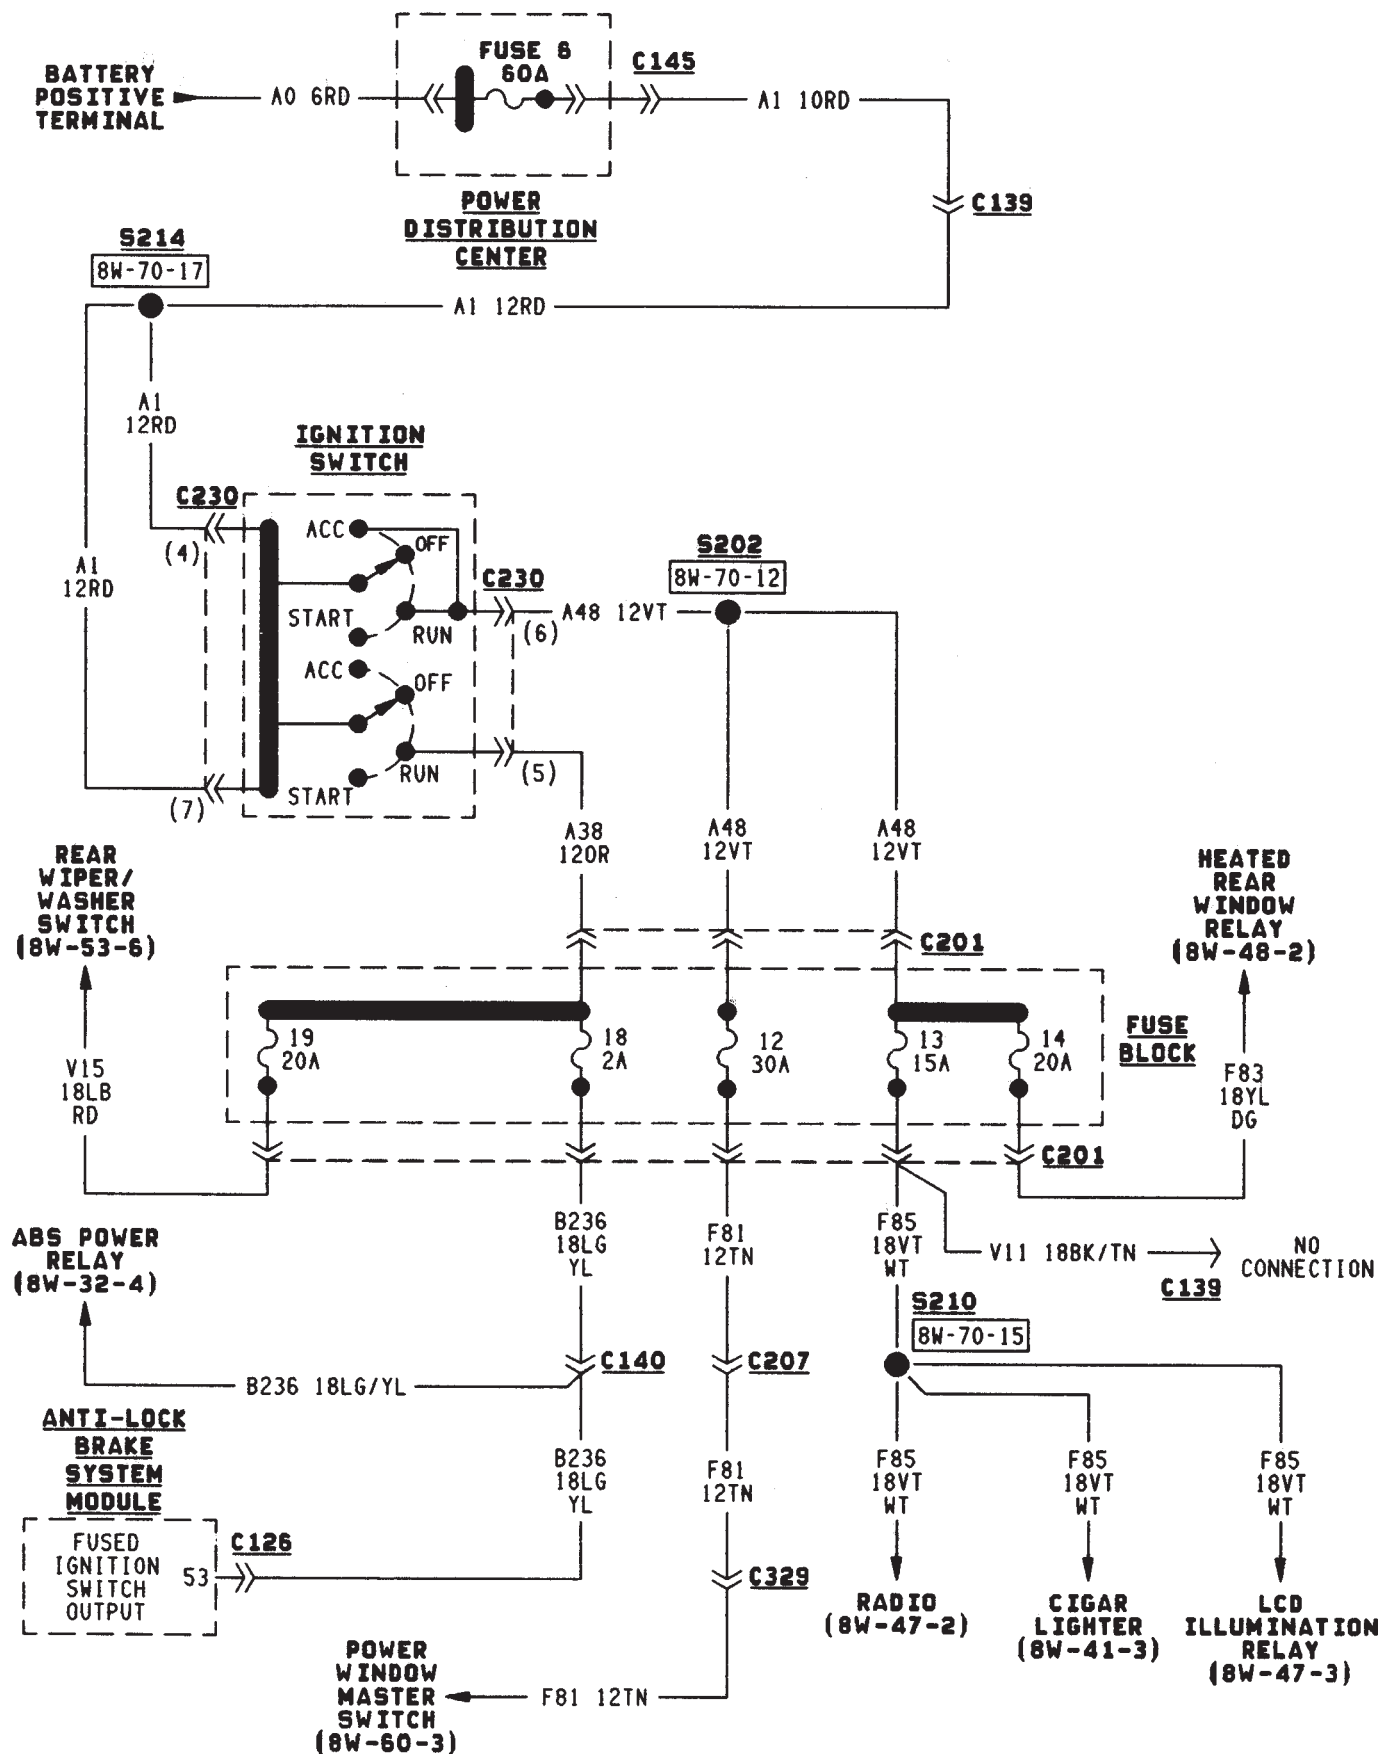 FUSE 6
60A
C145
BATTERY
POSITIVE
TERMINAL
A0 6RD
A1 10RD
POWER
DISTRIBUTION
CENTER
C139
S214
8W-70-17
A1 12RD
A1
12RD
IGNITION
SWITCH
C230
(4)
A1
12RD
ACC
OFF
START
RUN
C230
(6)
A48 12VT
S202
8W-70-12
ACC
OFF
RUN
START
(5)
(7)
A38
12OR
A48
12VT
A48
12VT
REAR
WIPER/
WASHER
SWITCH
(8W-53-6)
HEATED
REAR
WINDOW
RELAY
(8W-48-2)
C201
19
20A
18
2A
12
30A
13
15A
14
20A
FUSE
BLOCK
V15
18LB
RD
F83
18YL
DG
C201
ABS POWER
RELAY
(8W-32-4)
B236
18LG
YL
F81
12TN
F85
18VT
WT
V11 18BK/TN
NO
CONNECTION
C139
S210
8W-70-15
C140
C207
B236 18LG/YL
ANTI-LOCK
BRAKE
SYSTEM
MODULE
B236
18LG
YL
F81
12TN
F85
18VT
WT
F85
18VT
WT
F85
18VT
WT
FUSED
IGNITION
SWITCH
OUTPUT
53
C126
C329
RADIO
(8W-47-2)
CIGAR
LIGHTER
(8W-41-3)
LCD
ILLUMINATION
RELAY
(8W-47-3)
POWER
WINDOW
MASTER
SWITCH
(8W-60-3)
F81 12TN